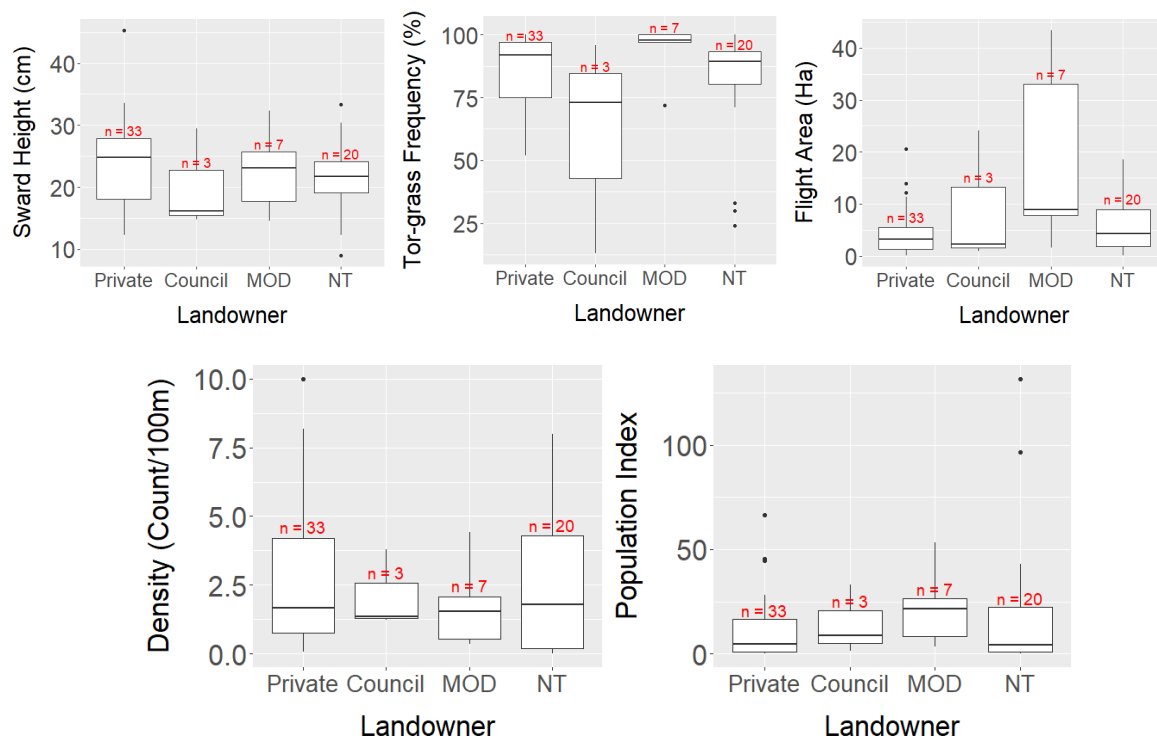 Sward Height (cm)
40
30
20
10
n = 33
n = 3
n = 7
n = 20
Private Council MOD NT
Landowner
Tor-grass Frequency (%)
100
75
50
25
n = 33
n = 3
n = 7
n = 20
Private Council MOD NT
Landowner
Flight Area (Ha)
40
30
20
10
0
n = 33
n = 3
n = 7
n = 20
Private Council MOD NT
Landowner
Density (Count/100m)
10.0
7.5
5.0
2.5
0.0
n = 33
n = 3
n = 7
n = 20
Private Council MOD NT
Landowner
Population Index
100
50
0
n = 33
n = 3
n = 7
n = 20
Private Council MOD NT
Landowner